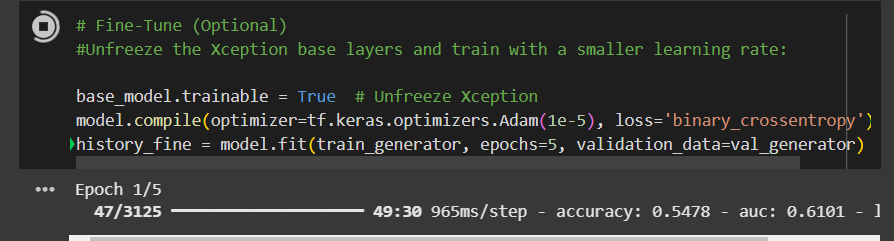 # Fine-Tune (Optional)
#Unfreeze the Xception base layers and train with a smaller learning rate:
base_model.trainable = True  # Unfreeze Xception
model.compile(optimizer=tf.keras.optimizers.Adam(1e-5), loss='binary_crossentropy')
history_fine = model.fit(train_generator, epochs=5, validation_data=val_generator)
Epoch 1/5
47/3125 ━━━━━━━━━━━━━━━━━━━━ 49:30 965ms/step - accuracy: 0.5478 - auc: 0.6101 - l